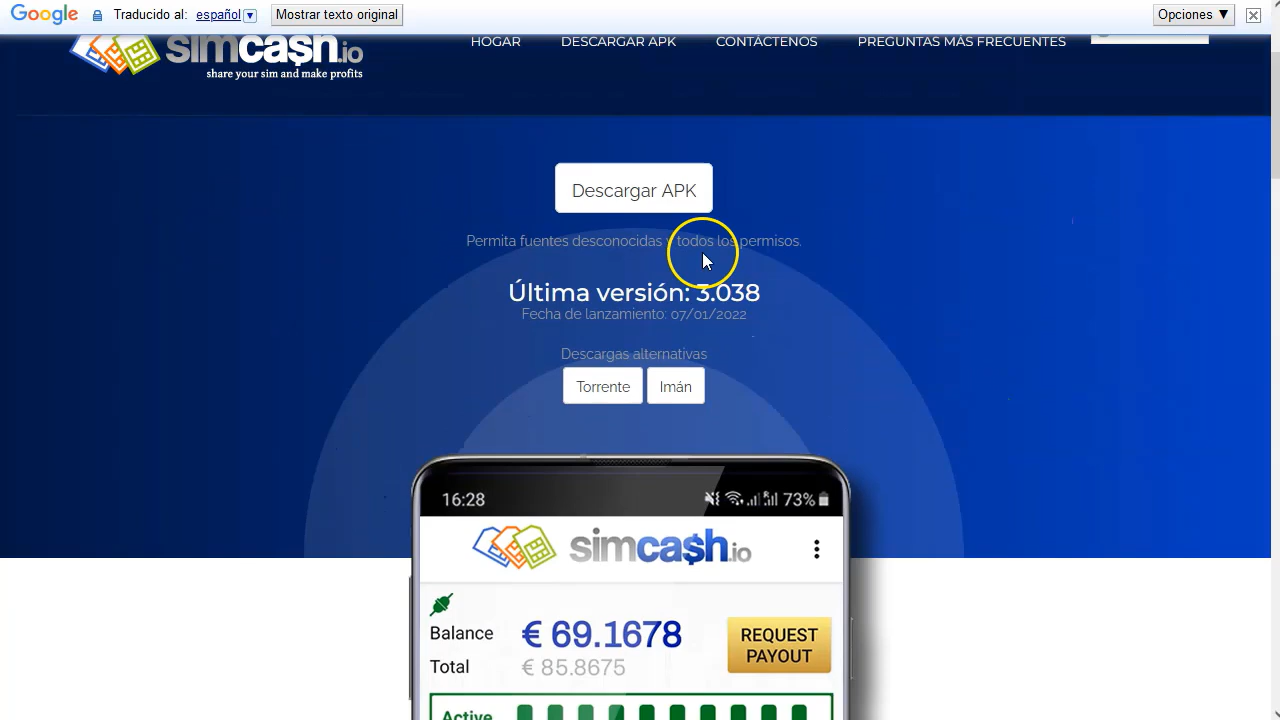 Google Traducido al: español Mostrar texto original Opciones ▼
simca$h.io
share your sim and make profits
HOGAR DESCARGAR APK CONTÁCTENOS PREGUNTAS MÁS FRECUENTES
Descargar APK
Permita fuentes desconocidas y todos los permisos.
Última versión: 3.038
Fecha de lanzamiento: 07/01/2022
Descargas alternativas
Torrente Imán
16:28 73%
simca$h.io
Balance € 69.1678 REQUEST PAYOUT
Total € 85.8675
Active